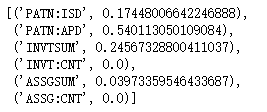 [('PATN:ISD', 0.17448006642246888),
('PATN:APD', 0.540113050109084),
('INVTSUM', 0.24567328800411037),
('INVT:CNT', 0.0),
('ASSGSUM', 0.03973359546433687),
('ASSG:CNT', 0.0)]